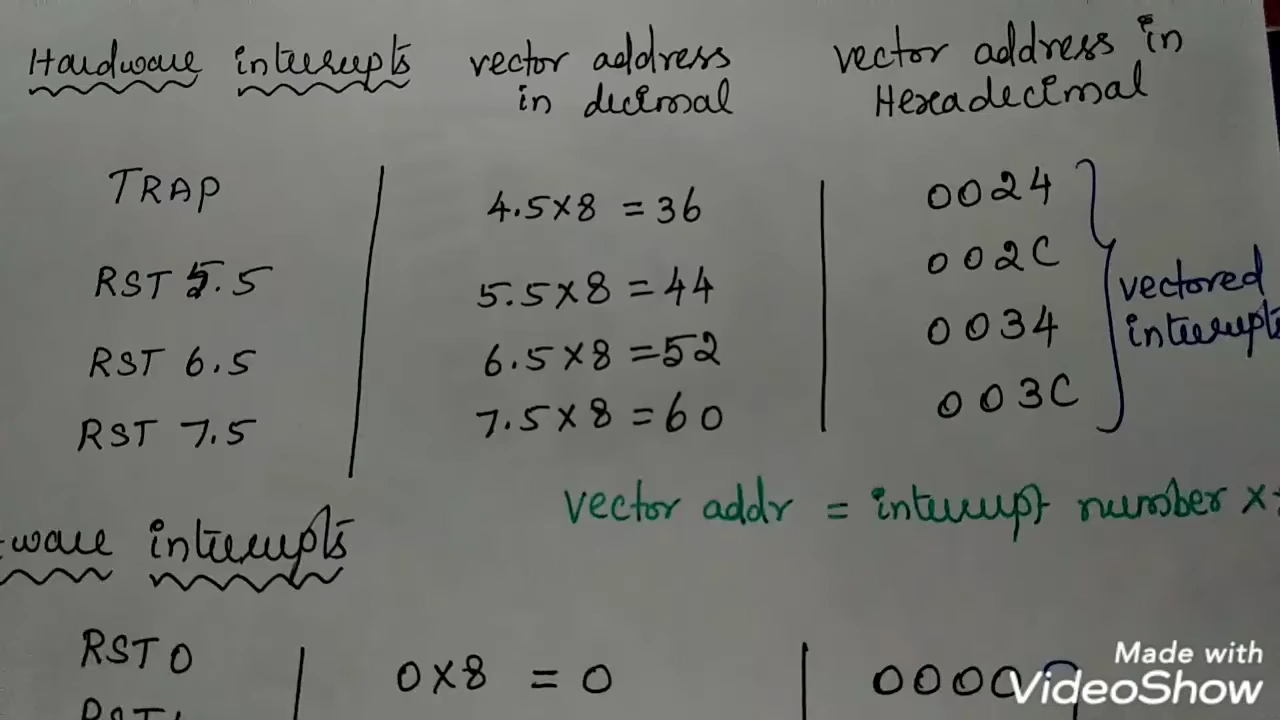 Hardware interrupts vector address in decimal vector address in Hexadecimal
TRAP 4.5×8 = 36 0024
RST 5.5 5.5×8 = 44 002C
RST 6.5 6.5×8 = 52 0034
RST 7.5 7.5×8 = 60 003C
vectored
interrupts
vector addr = interrupt number ×
ware interrupts
RST 0 0×8 = 0 0000
RST
Made with
VideoShow